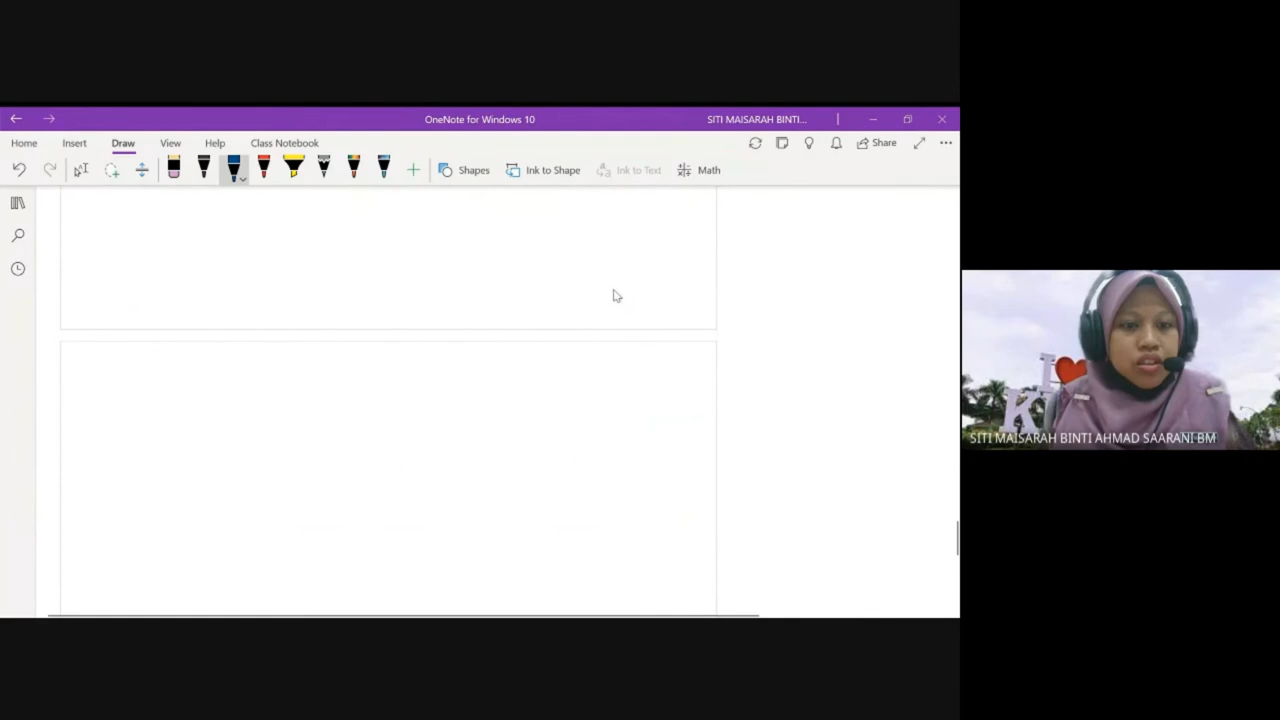 OneNote for Windows 10
SITI MAISARAH BINTI...
Home
Insert
Draw
View
Help
Class Notebook
Share
Shapes
Ink to Shape
Ink to Text
Math
I
K
SITI MAISARAH BINTI AHMAD SAARANI BM